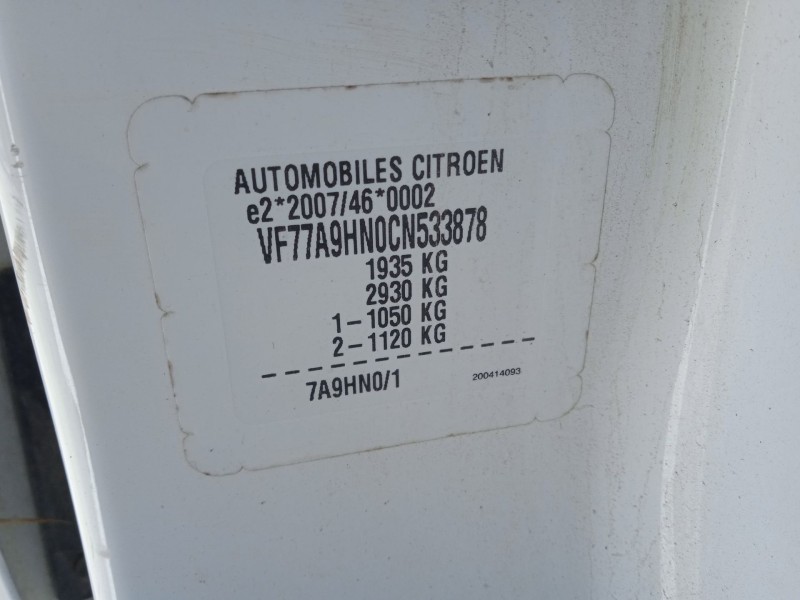 AUTOMOBILES CITROEN
e2*2007/46*0002
VF77A9HN0CN533878
1935 KG
2930 KG
1-1050 KG
2-1120 KG
7A9HN0/1 200414093